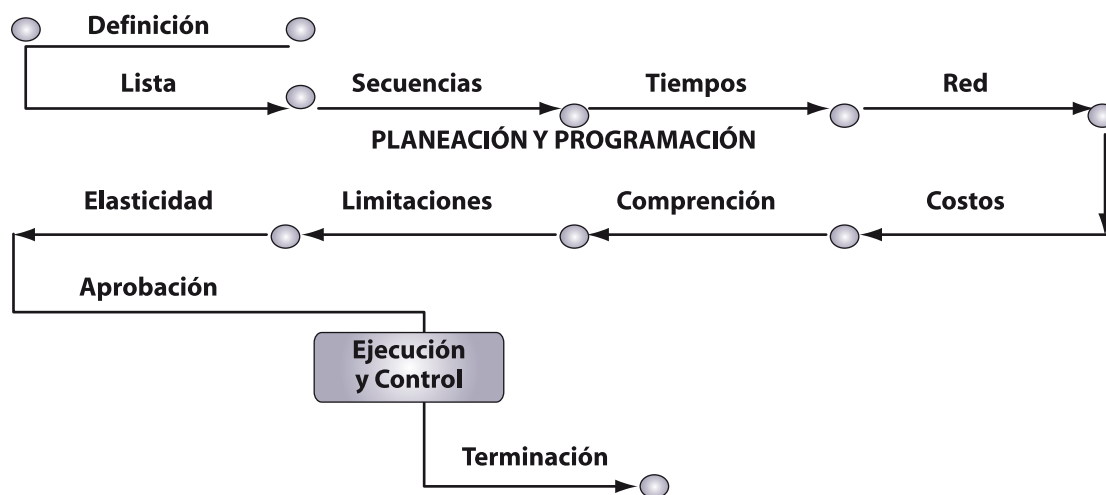 Definición
Lista
Secuencias
Tiempos
Red
PLANEACIÓN Y PROGRAMACIÓN
Elasticidad
Limitaciones
Comprención
Costos
Aprobación
Ejecución
y Control
Terminación